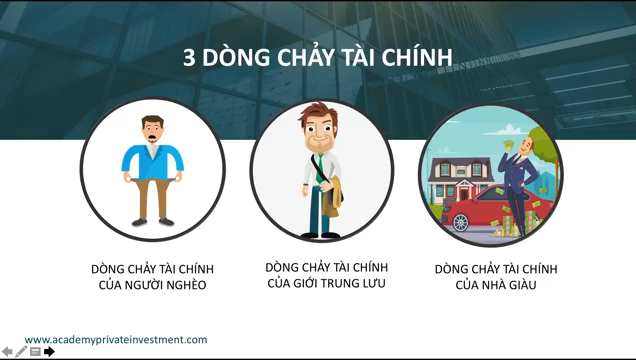 3 DÒNG CHẢY TÀI CHÍNH
DÒNG CHẢY TÀI CHÍNH
CỦA NGƯỜI NGHÈO
DÒNG CHẢY TÀI CHÍNH
CỦA GIỚI TRUNG LƯU
DÒNG CHẢY TÀI CHÍNH
CỦA NHÀ GIÀU
www.academyprivateinvestment.com